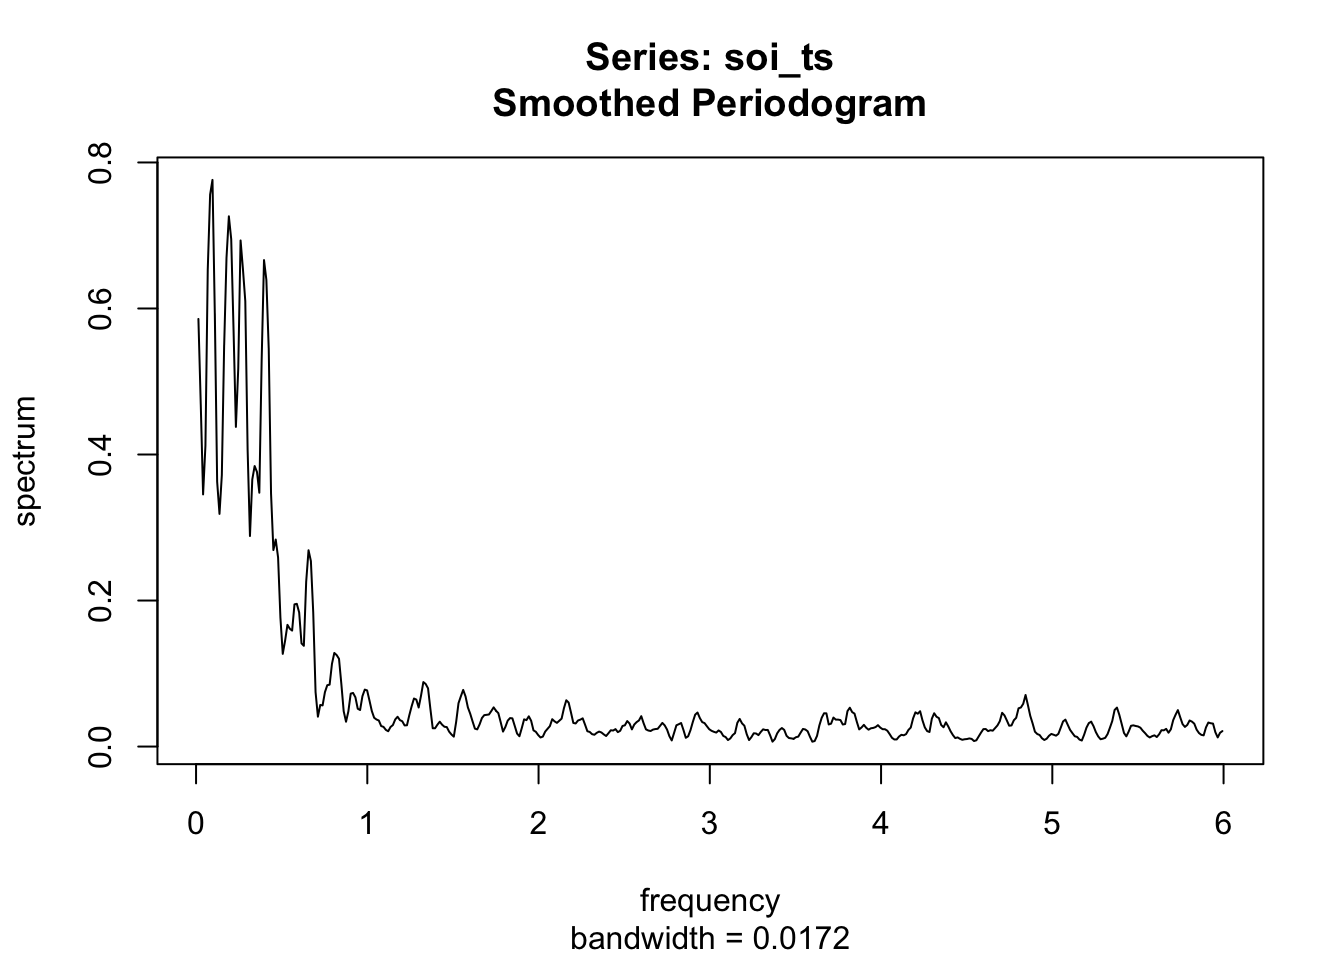 Series: soi_ts
Smoothed Periodogram
0.8
0.6
0.4
0.2
0.0
spectrum
0 1 2 3 4 5 6
frequency
bandwidth = 0.0172